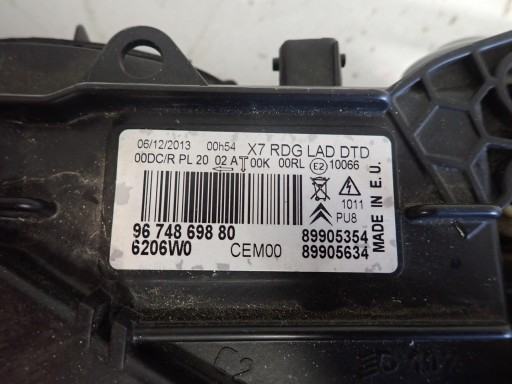 06/12/2013 00h54 X7 RDG LAD DTD
00DC/R PL 20 02 A 00K 00RL E2 10066
1011
PU8
MADE IN E.U.
96 748 698 80
6206W0 CEM00
89905354
89905634
C2